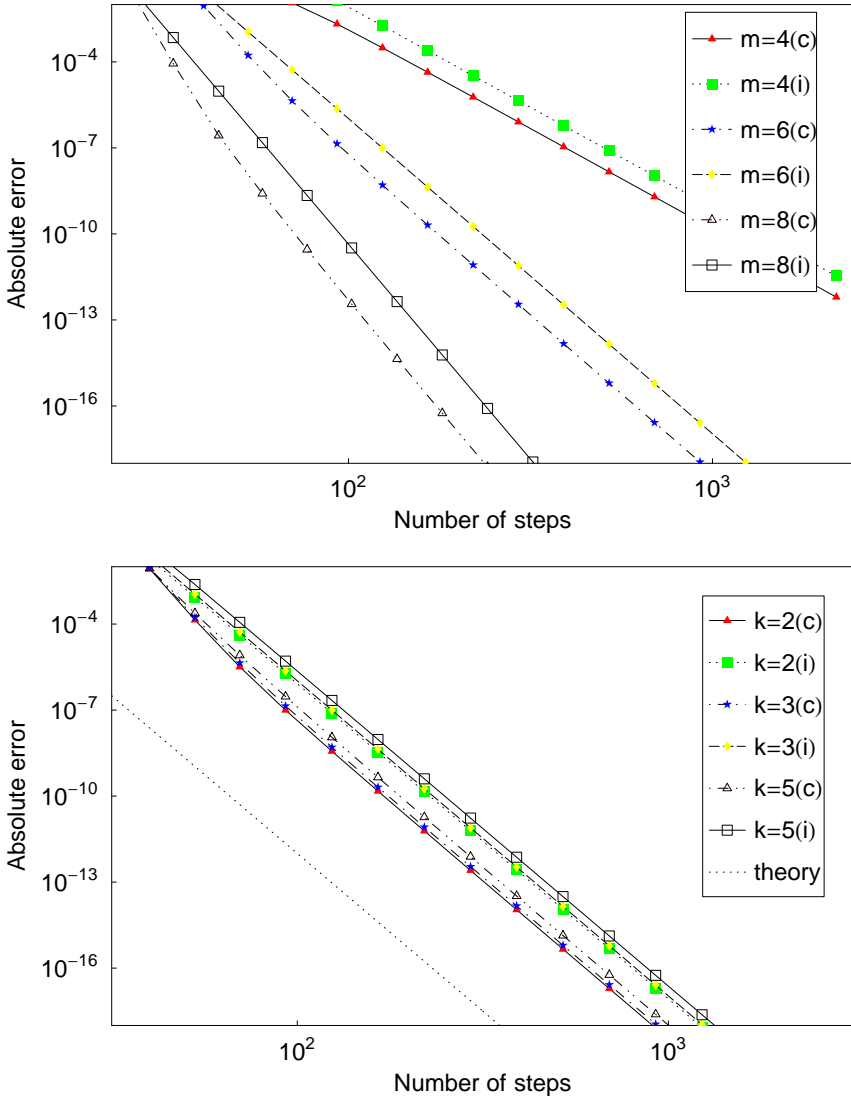 10^-4
10^-7
10^-10
10^-13
10^-16
Absolute error
10^2
10^3
Number of steps
m=4(c)
m=4(i)
m=6(c)
m=6(i)
m=8(c)
m=8(i)
10^-4
10^-7
10^-10
10^-13
10^-16
Absolute error
10^2
10^3
Number of steps
k=2(c)
k=2(i)
k=3(c)
k=3(i)
k=5(c)
k=5(i)
theory